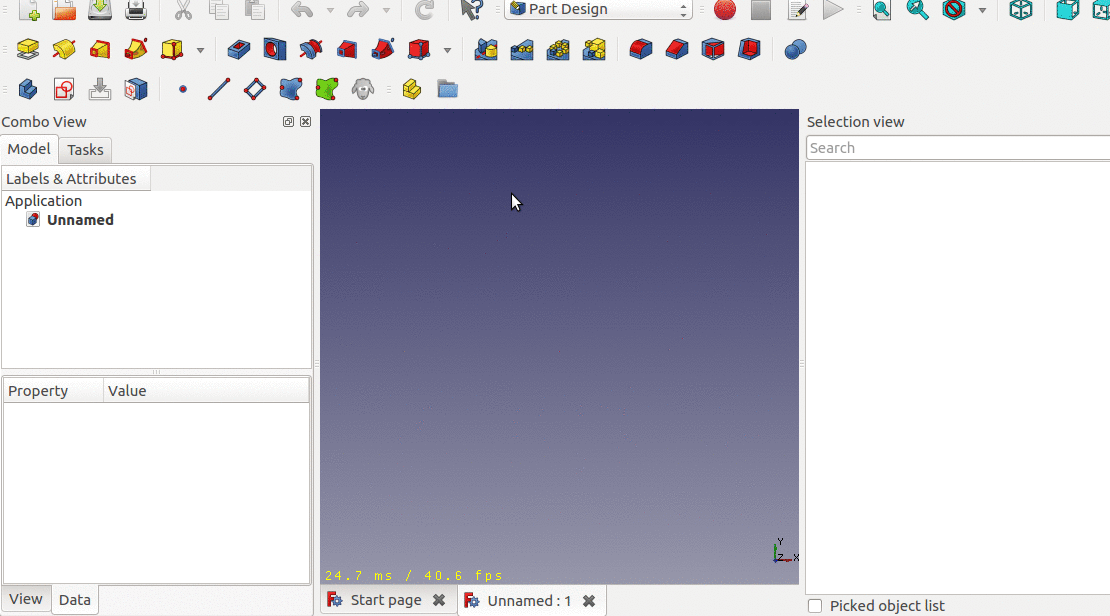 Part Design
Combo View
Selection view
Model
Tasks
Search
Labels & Attributes
Application
Unnamed
Property
Value
24.7 ms / 40.6 fps
Y
Z
X
View
Data
Start page
Unnamed : 1
Picked object list